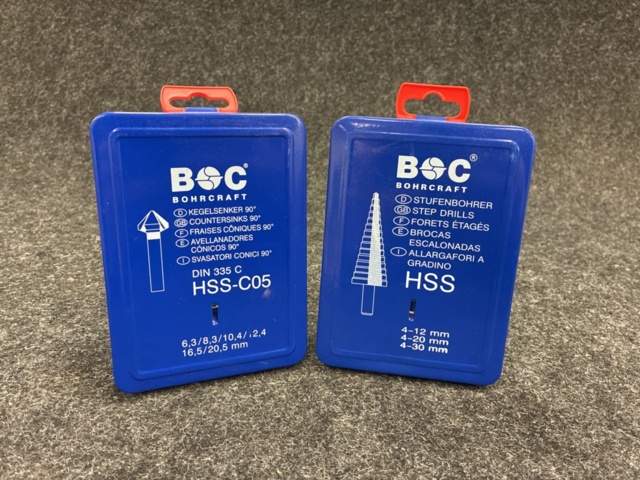 BOC
BOHRCRAFT
D KEGELSENKER 90°
GB COUNTERSINKS 90°
F FRAISES CÔNIQUES 90°
E AVELLANADORES
CÓNICOS 90°
I SVASATORI CONICI 90°
DIN 335 C
HSS-C05
6,3/8,3/10,4/12,4
16,5/20,5 mm
BOC®
BOHRCRAFT
D STUFENBOHRER
GB STEP DRILLS
F FORETS ÉTAGÉS
E BROCAS
ESCALONADAS
I ALLARGAFORI A
GRADINO
HSS
4-12 mm
4-20 mm
4-30 mm